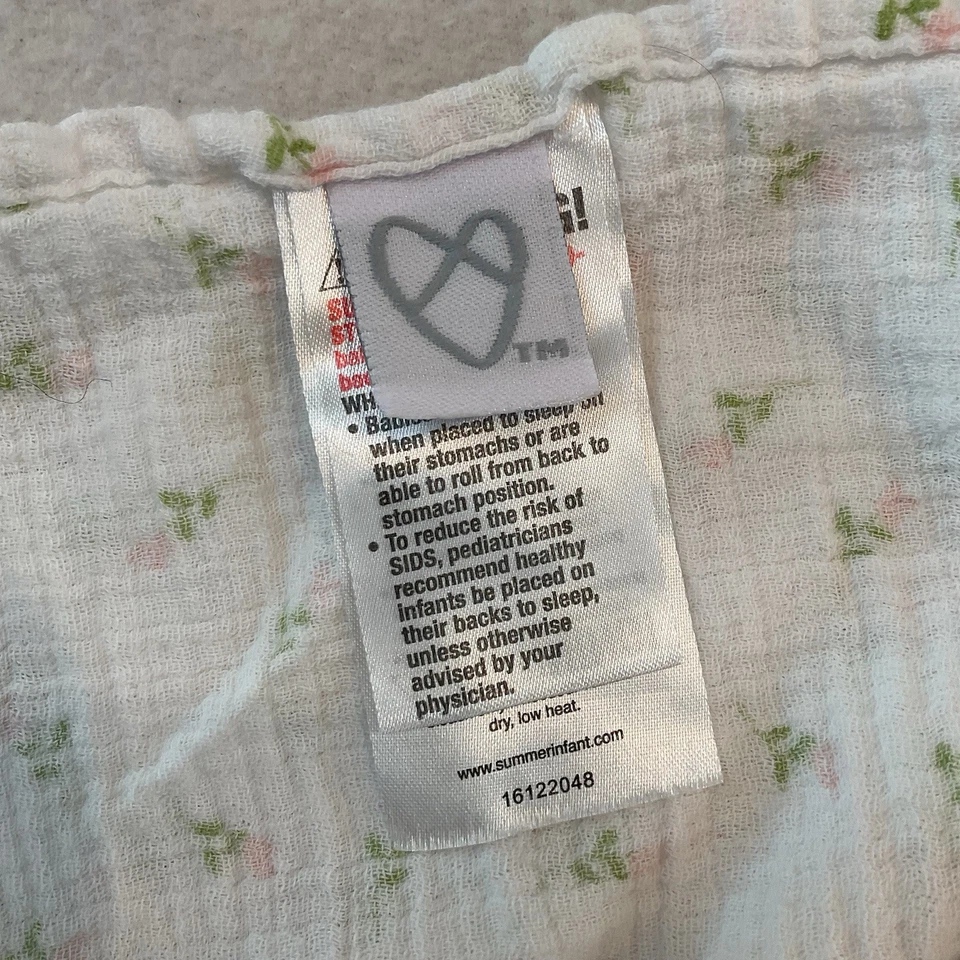 G!
TM
WH
•
when placed to sleep on
their stomachs or are
able to roll from back to
stomach position.
• To reduce the risk of
SIDS, pediatricians
recommend healthy
infants be placed on
their backs to sleep,
unless otherwise
advised by your
physician.
dry, low heat.
www.summerinfant.com
16122048